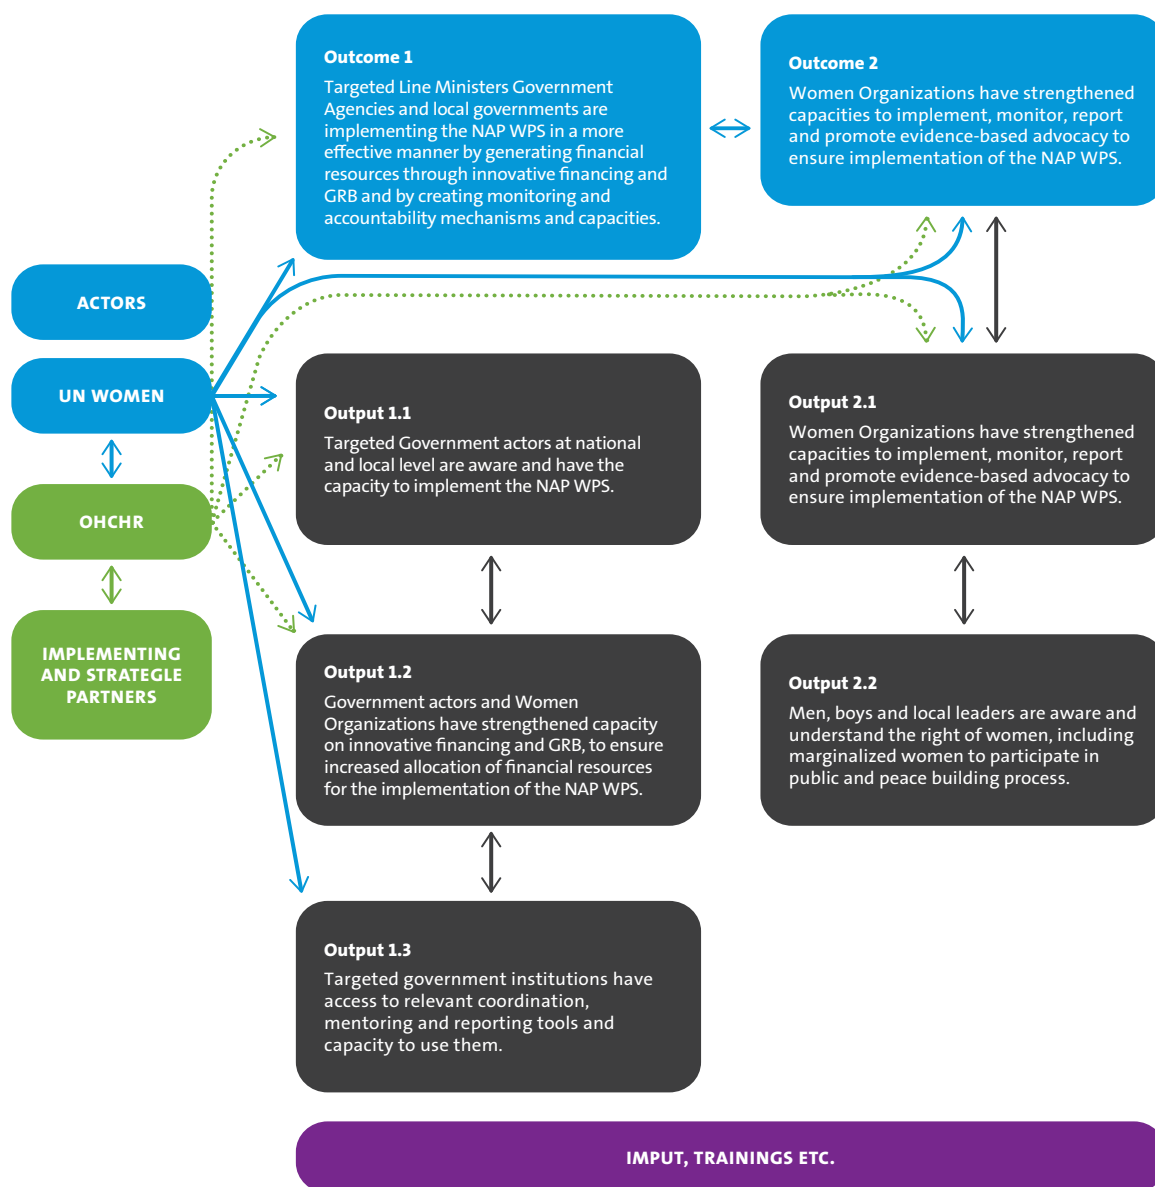 Outcome 1
Targeted Line Ministers Government
Agencies and local governments are
implementing the NAP WPS in a more
effective manner by generating financial
resources through innovative financing and
GRB and by creating monitoring and
accountability mechanisms and capacities.
Outcome 2
Women Organizations have strengthened
capacities to implement, monitor, report
and promote evidence-based advocacy to
ensure implementation of the NAP WPS.
ACTORS
UN WOMEN
OHCHR
IMPLEMENTING
AND STRATEGLE
PARTNERS
Output 1.1
Targeted Government actors at national
and local level are aware and have the
capacity to implement the NAP WPS.
Output 2.1
Women Organizations have strengthened
capacities to implement, monitor, report
and promote evidence-based advocacy to
ensure implementation of the NAP WPS.
Output 1.2
Government actors and Women
Organizations have strengthened capacity
on innovative financing and GRB, to ensure
increased allocation of financial resources
for the implementation of the NAP WPS.
Output 2.2
Men, boys and local leaders are aware and
understand the right of women, including
marginalized women to participate in
public and peace building process.
Output 1.3
Targeted government institutions have
access to relevant coordination,
mentoring and reporting tools and
capacity to use them.
IMPUT, TRAININGS ETC.